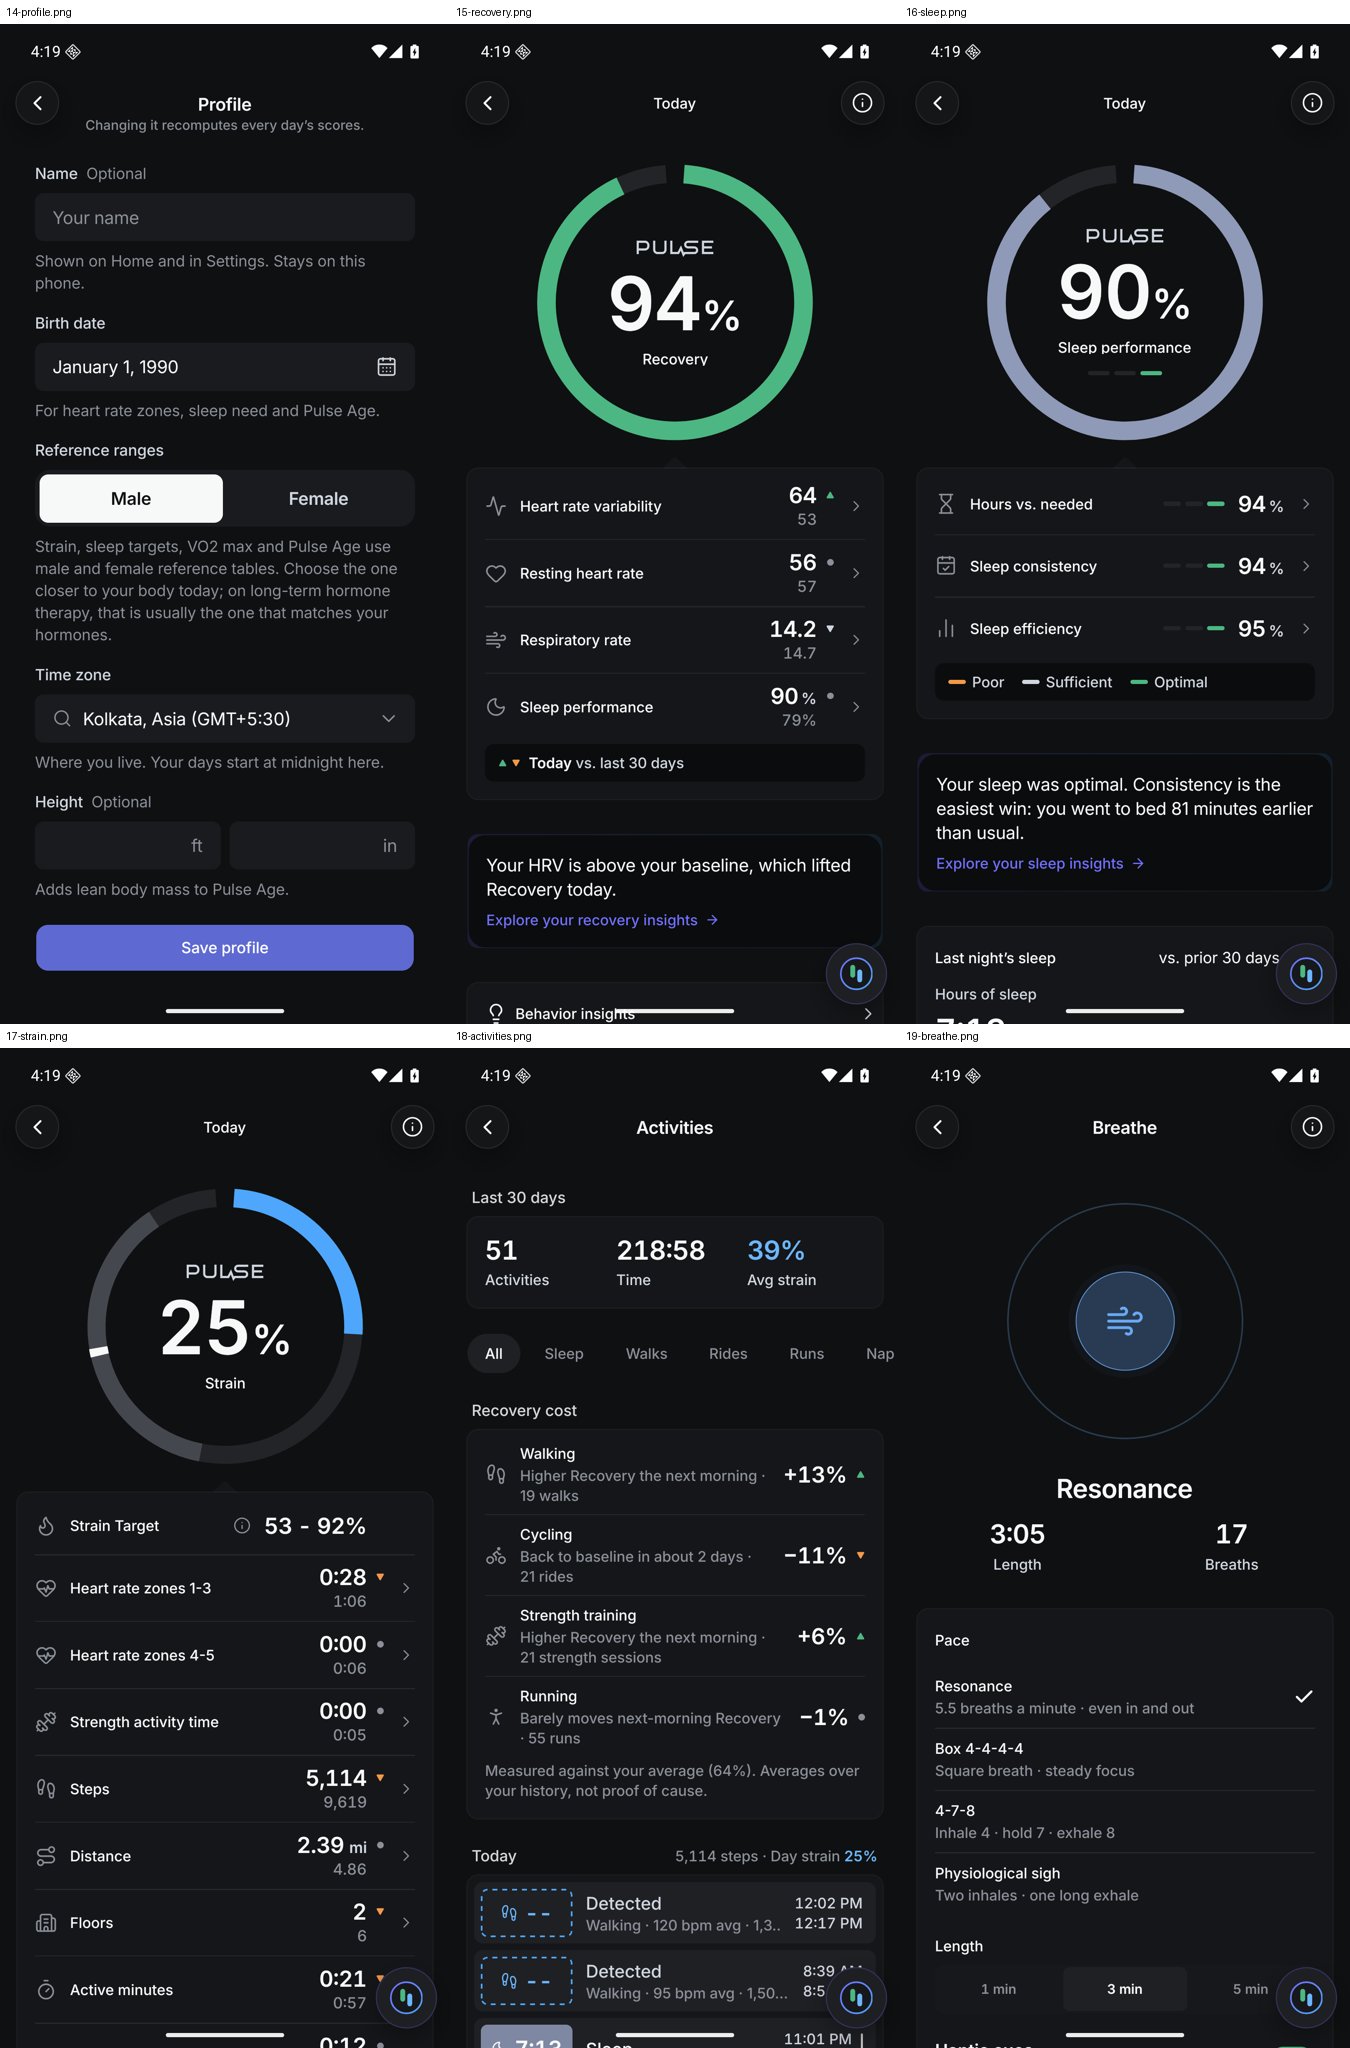 14-profile.png
4:19
Profile
Changing it recomputes every day's scores.
Name Optional
Your name
Shown on Home and in Settings. Stays on this
phone.
Birth date
January 1, 1990
For heart rate zones, sleep need and Pulse Age.
Reference ranges
Male
Female
Strain, sleep targets, VO2 max and Pulse Age use
male and female reference tables. Choose the one
closer to your body today; on long-term hormone
therapy, that is usually the one that matches your
hormones.
Time zone
Kolkata, Asia (GMT+5:30)
Where you live. Your days start at midnight here.
Height Optional
ft
in
Adds lean body mass to Pulse Age.
Save profile
15-recovery.png
4:19
Today
PULSE
94%
Recovery
Heart rate variability
64
53
Resting heart rate
56
57
Respiratory rate
14.2
14.7
Sleep performance
90%
79%
Today vs. last 30 days
Your HRV is above your baseline, which lifted
Recovery today.
Explore your recovery insights →
Behavior insights
16-sleep.png
4:19
Today
PULSE
90%
Sleep performance
Hours vs. needed
94%
Sleep consistency
94%
Sleep efficiency
95%
Poor
Sufficient
Optimal
Your sleep was optimal. Consistency is the
easiest win: you went to bed 81 minutes earlier
than usual.
Explore your sleep insights →
Last night's sleep
vs. prior 30 days
Hours of sleep
17-strain.png
4:19
Today
PULSE
25%
Strain
Strain Target
53 - 92%
Heart rate zones 1-3
0:28
1:06
Heart rate zones 4-5
0:00
0:06
Strength activity time
0:00
0:05
Steps
5,114
9,619
Distance
2.39 mi
4.86
Floors
2
6
Active minutes
0:21
0:57
0:12
18-activities.png
4:19
Activities
Last 30 days
51
Activities
218:58
Time
39%
Avg strain
All
Sleep
Walks
Rides
Runs
Nap
Recovery cost
Walking
Higher Recovery the next morning ·
19 walks
+13%
Cycling
Back to baseline in about 2 days ·
21 rides
−11%
Strength training
Higher Recovery the next morning ·
21 strength sessions
+6%
Running
Barely moves next-morning Recovery
· 55 runs
−1%
Measured against your average (64%). Averages over
your history, not proof of cause.
Today
5,114 steps · Day strain 25%
Detected
Walking · 120 bpm avg · 1,3..
12:02 PM
12:17 PM
Detected
Walking · 95 bpm avg · 1,50...
8:39 AM
8:5
7:13
Sleep
11:01 PM
19-breathe.png
4:19
Breathe
Resonance
3:05
Length
17
Breaths
Pace
Resonance
5.5 breaths a minute · even in and out
Box 4-4-4-4
Square breath · steady focus
4-7-8
Inhale 4 · hold 7 · exhale 8
Physiological sigh
Two inhales · one long exhale
Length
1 min
3 min
5 min